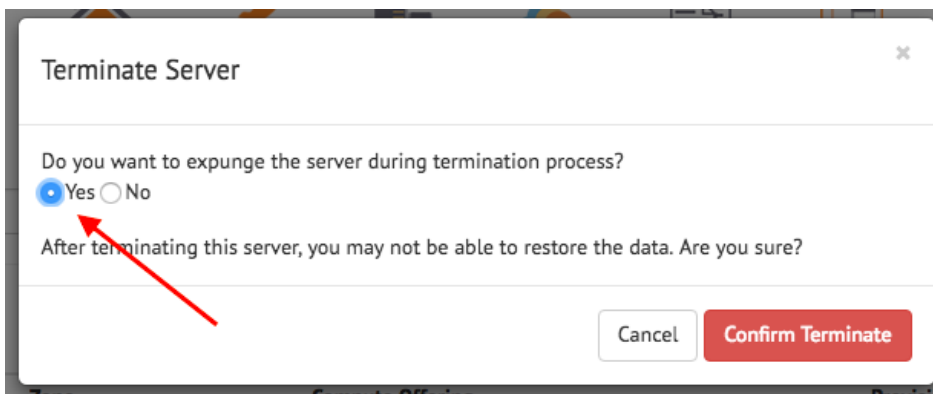 Terminate Server
×
Do you want to expunge the server during termination process?
Yes No
After terminating this server, you may not be able to restore the data. Are you sure?
Cancel Confirm Terminate